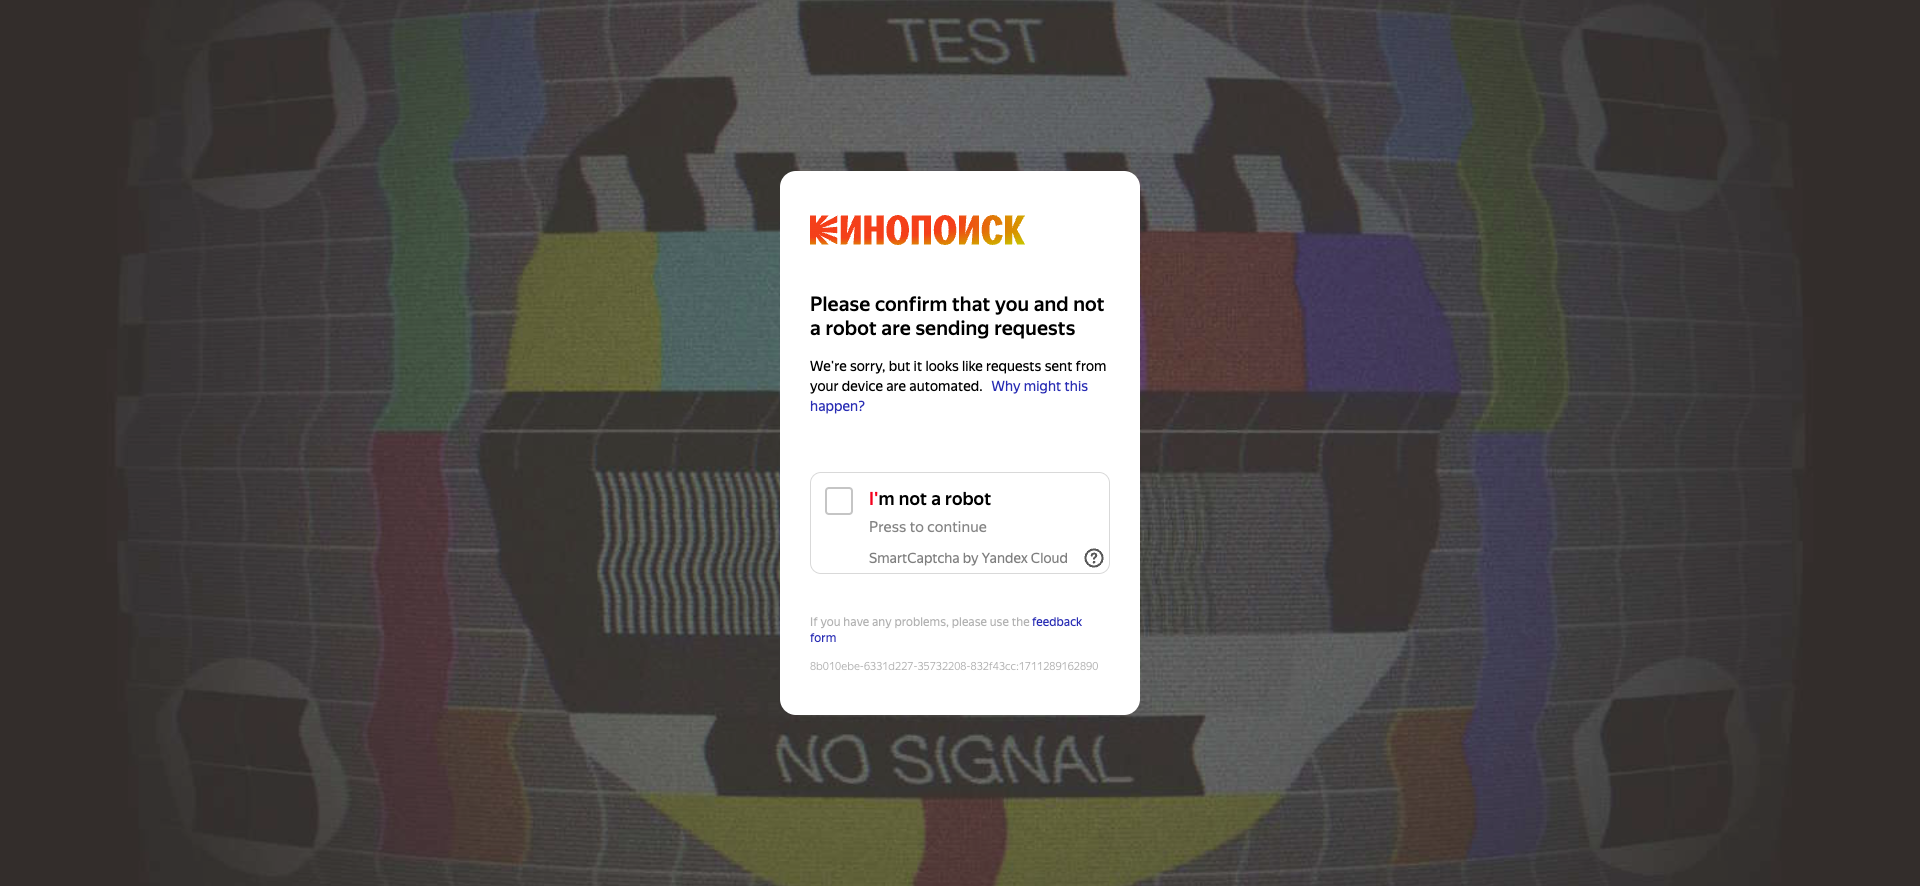 TEST
КИНОПОИСК
Please confirm that you and not
a robot are sending requests
We're sorry, but it looks like requests sent from
your device are automated. Why might this
happen?
I'm not a robot
Press to continue
SmartCaptcha by Yandex Cloud
If you have any problems, please use the feedback
form
8b010ebe-6331d227-35732208-832f43cc:1711289162890
NO SIGNAL